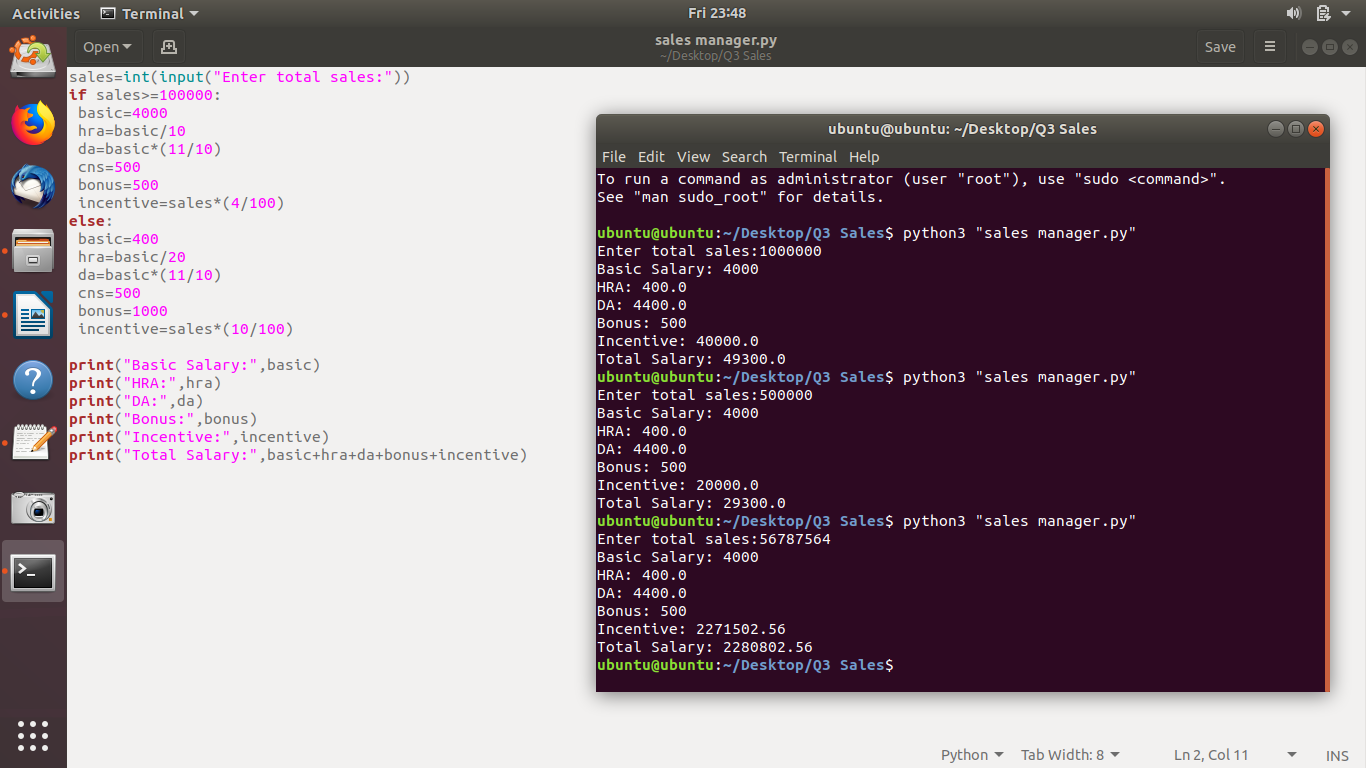 Activities Terminal Fri 23:48
Open sales manager.py Save
~/Desktop/Q3 Sales
sales=int(input("Enter total sales:"))
if sales>=100000:
 basic=4000
 hra=basic/10
 da=basic*(11/10)
 cns=500
 bonus=500
 incentive=sales*(4/100)
else:
 basic=400
 hra=basic/20
 da=basic*(11/10)
 cns=500
 bonus=1000
 incentive=sales*(10/100)
print("Basic Salary:",basic)
print("HRA:",hra)
print("DA:",da)
print("Bonus:",bonus)
print("Incentive:",incentive)
print("Total Salary:",basic+hra+da+bonus+incentive)
ubuntu@ubuntu: ~/Desktop/Q3 Sales
File Edit View Search Terminal Help
To run a command as administrator (user "root"), use "sudo <command>".
See "man sudo_root" for details.
ubuntu@ubuntu:~/Desktop/Q3 Sales$ python3 "sales manager.py"
Enter total sales:1000000
Basic Salary: 4000
HRA: 400.0
DA: 4400.0
Bonus: 500
Incentive: 40000.0
Total Salary: 49300.0
ubuntu@ubuntu:~/Desktop/Q3 Sales$ python3 "sales manager.py"
Enter total sales:500000
Basic Salary: 4000
HRA: 400.0
DA: 4400.0
Bonus: 500
Incentive: 20000.0
Total Salary: 29300.0
ubuntu@ubuntu:~/Desktop/Q3 Sales$ python3 "sales manager.py"
Enter total sales:56787564
Basic Salary: 4000
HRA: 400.0
DA: 4400.0
Bonus: 500
Incentive: 2271502.56
Total Salary: 2280802.56
ubuntu@ubuntu:~/Desktop/Q3 Sales$
Python Tab Width: 8 Ln 2, Col 11 INS